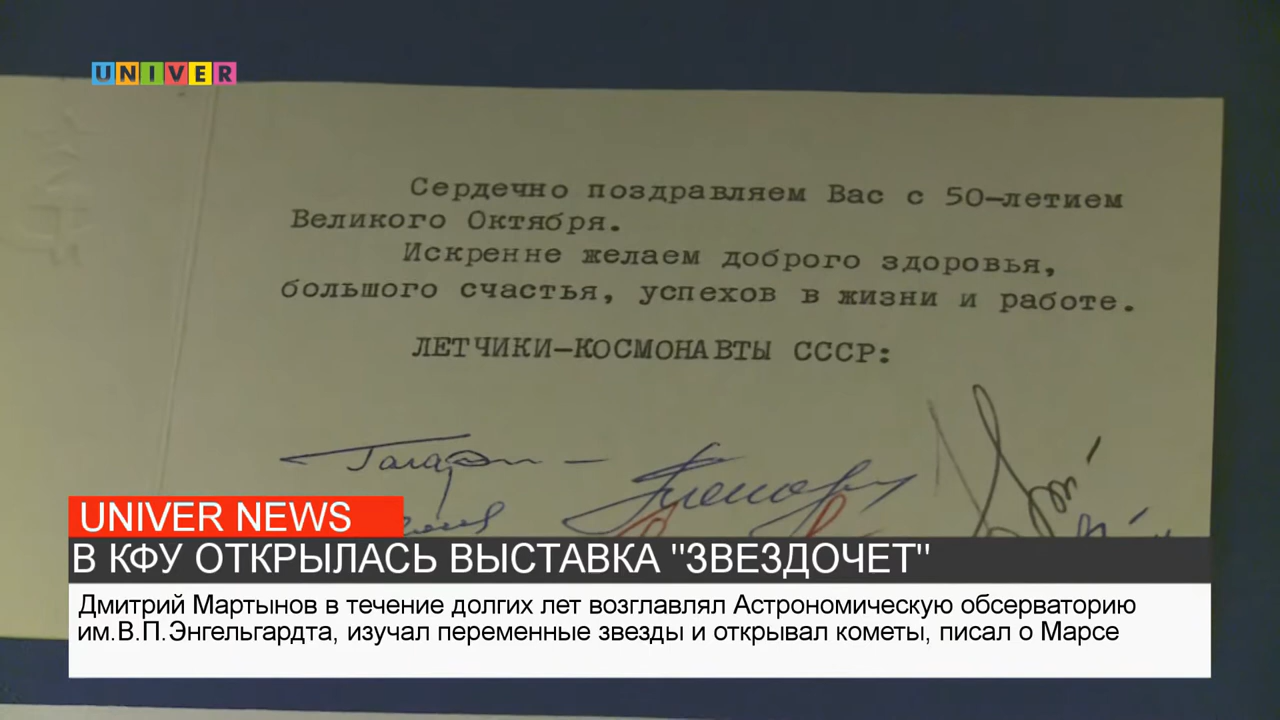 UNIVER
Сердечно поздравляем Вас с 50-летием
Великого Октября.
Искренне желаем доброго здоровья,
большого счастья, успехов в жизни и работе.
ЛЕТЧИКИ-КОСМОНАВТЫ СССР:
UNIVER NEWS
В КФУ ОТКРЫЛАСЬ ВЫСТАВКА "ЗВЕЗДОЧЕТ"
Дмитрий Мартынов в течение долгих лет возглавлял Астрономическую обсерваторию
им.В.П.Энгельгардта, изучал переменные звезды и открывал кометы, писал о Марсе